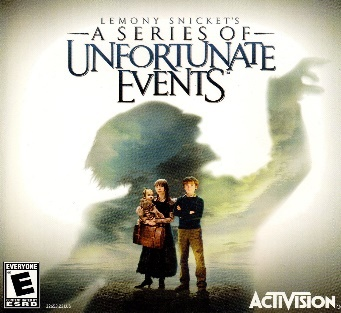 LEMONY SNICKET'S
A SERIES OF
UNFORTUNATE
EVENTS
EVERYONE
E
ESRB
ACTIVISION